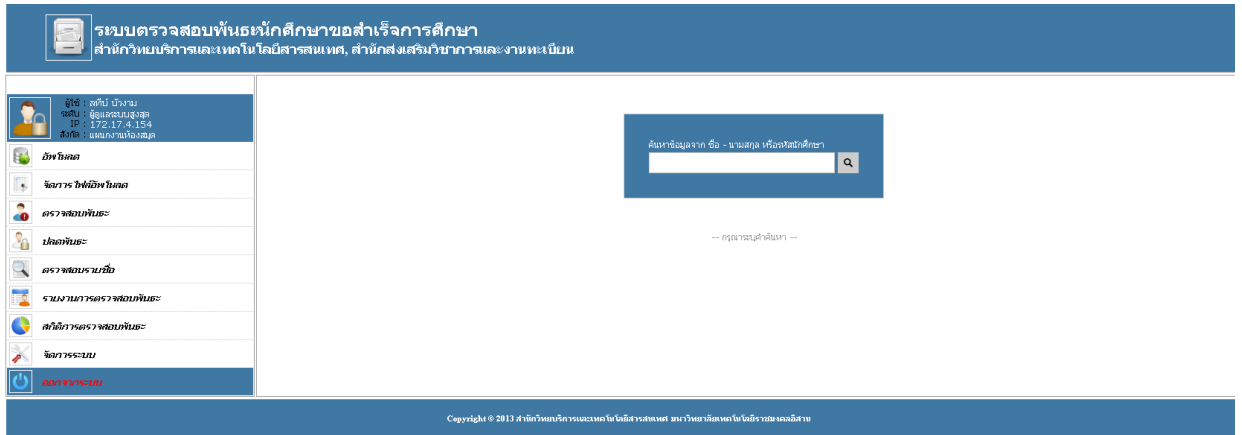 ระบบตรวจสอบพันธะนักศึกษาขอสำเร็จการศึกษา
สำนักวิทยบริการและเทคโนโลยีสารสนเทศ, สำนักส่งเสริมวิชาการและงานทะเบียน
ผู้ใช้ : บัวงาม
ระดับ : ผู้ดูแลระบบสูงสุด
IP : 172.17.4.154
สังกัด : แผนกงานห้องสมุด
อัพโหลด
จัดการไฟล์อัพโหลด
ตรวจสอบพันธะ
ปลดพันธะ
ตรวจสอบรายชื่อ
รายงานการตรวจสอบพันธะ
สถิติการตรวจสอบพันธะ
จัดการระบบ
ออกจากระบบ
ค้นหาข้อมูลจาก ชื่อ - นามสกุล หรือรหัสนักศึกษา
--- กรุณาระบุคำค้นหา ---
Copyright © 2013 สำนักวิทยบริการและเทคโนโลยีสารสนเทศ มหาวิทยาลัยเทคโนโลยีราชมงคลอีสาน